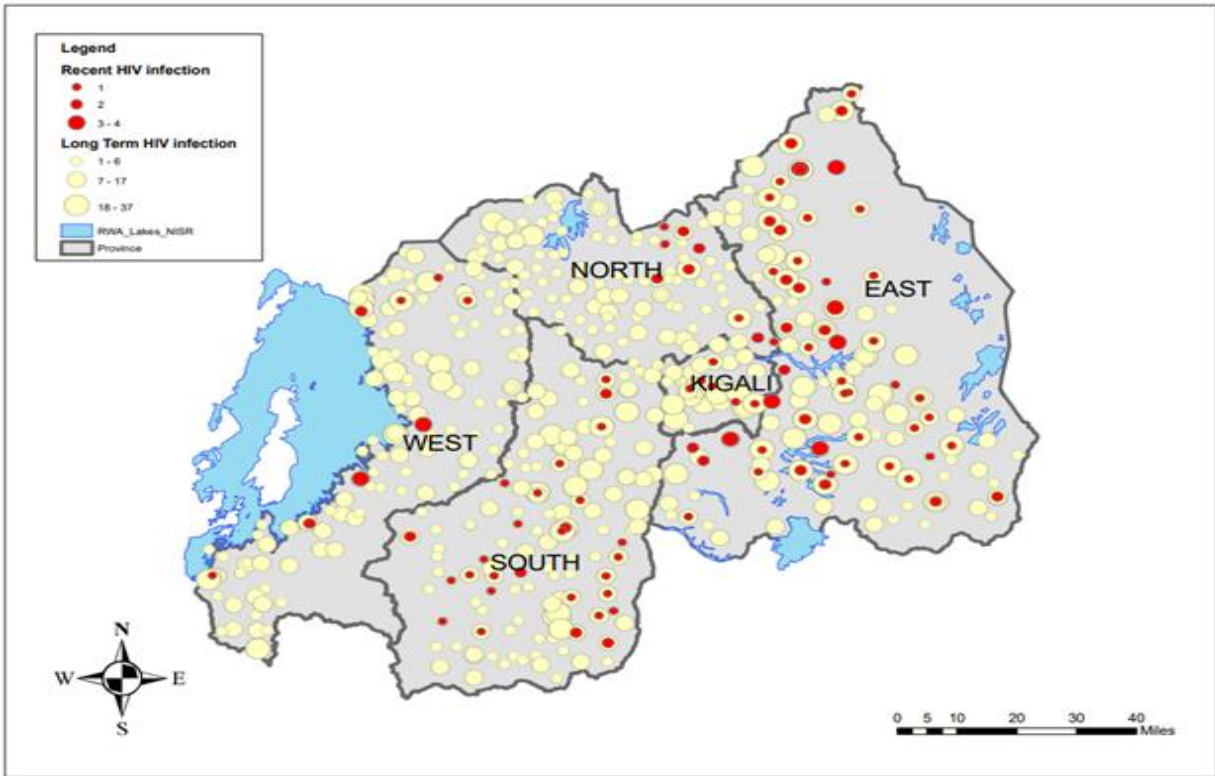 Legend
Recent HIV infection
1
2
3 - 4
Long Term HIV infection
1 - 6
7 - 17
18 - 37
RWA_Lakes_NISR
Province
NORTH
EAST
KIGALI
WEST
SOUTH
N
W E
S
0 5 10 20 30 40
Miles